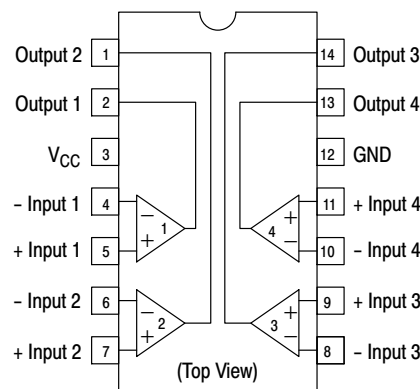 Output 2 1 14 Output 3
Output 1 2 13 Output 4
VCC 3 12 GND
– Input 1 4 – 1 + 11 + Input 4
+ Input 1 5 + 4 – 10 – Input 4
– Input 2 6 – 2 + 9 + Input 3
+ Input 2 7 + 3 – 8 – Input 3
(Top View)